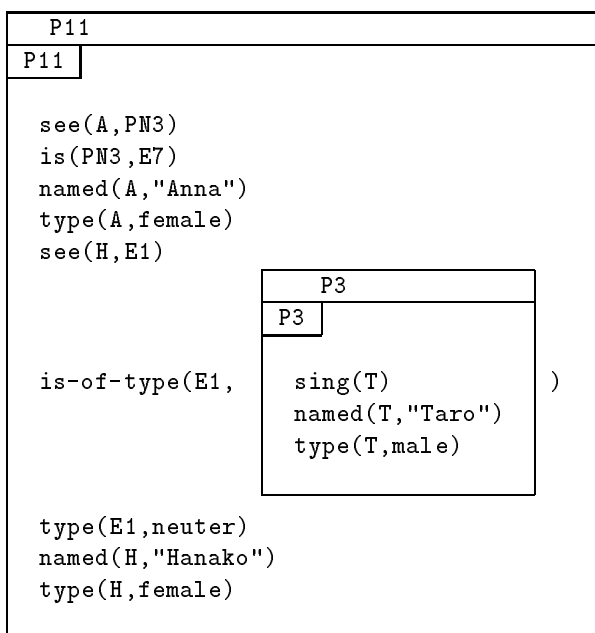 P11
P11
see(A,PN3)
is(PN3,E7)
named(A,"Anna")
type(A,female)
see(H,E1)
P3
P3
is-of-type(E1, sing(T) )
named(T,"Taro")
type(T,male)
type(E1,neuter)
named(H,"Hanako")
type(H,female)